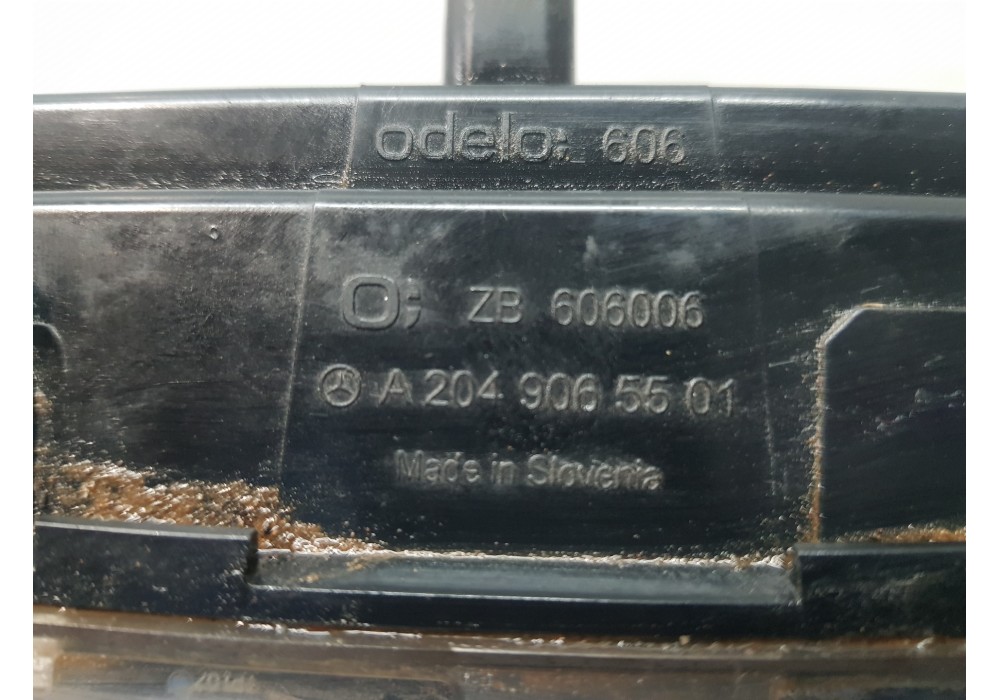 odelo; 606
O; ZB 606006
A 204 906 55 01
Made in Slovenia